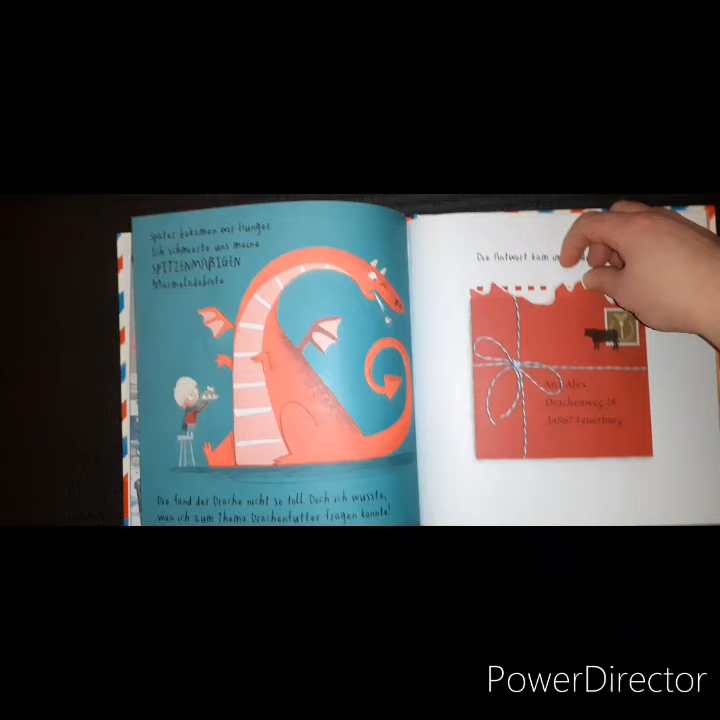 Später bekamen wir Hunger.
Ich schmierte uns meine
SPITZENMÄẞIGEN
Marmeladebrote.
Die fand der Drache nicht so toll. Doch ich wusste,
wen ich zum Thema Drachenfutter fragen konnte!
Die Antwort kam
An: Alex
Drachenweg
Feuerburg
PowerDirector